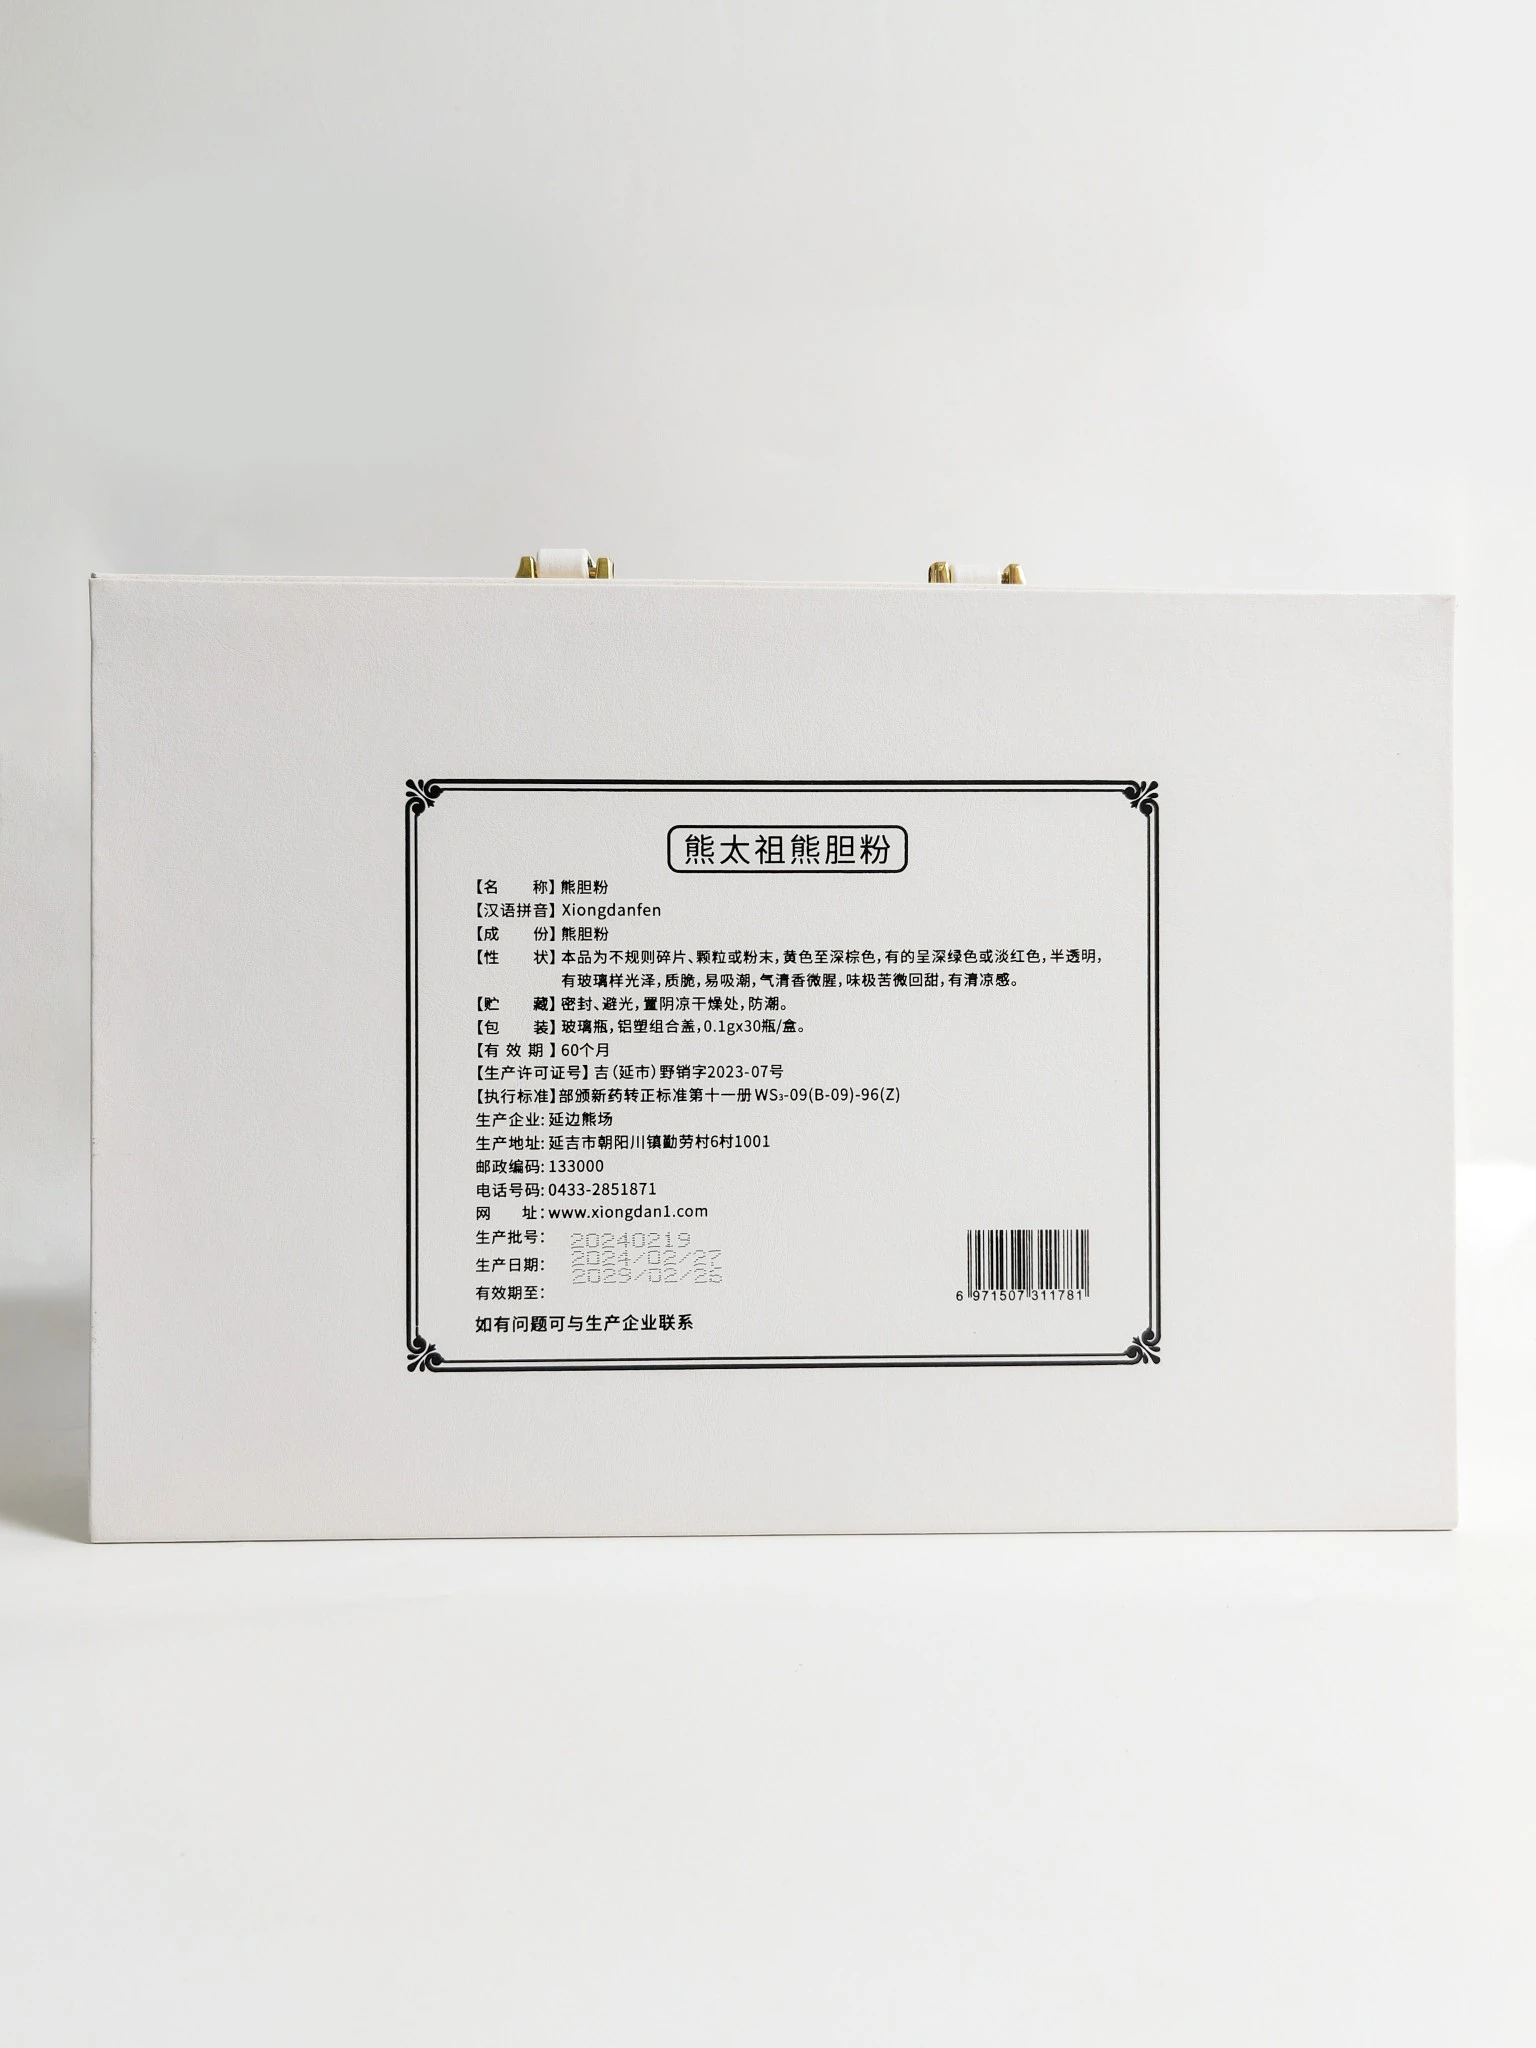 熊太祖熊胆粉
【名 称】熊胆粉
【汉语拼音】Xiongdanfen
【成 份】熊胆粉
【性 状】本品为不规则碎片、颗粒或粉末，黄色至深棕色，有的呈深绿色或淡红色，半透明，
有玻璃样光泽，质脆，易吸潮，气清香微腥，味极苦微回甜，有清凉感。
【贮 藏】密封、避光，置阴凉干燥处，防潮。
【包 装】玻璃瓶，铝塑组合盖，0.1gx30瓶/盒。
【有 效 期】60个月
【生产许可证号】吉（延市）野销字2023-07号
【执行标准】部颁新药转正标准第十一册WS₃-09(B-09)-96(Z)
生产企业：延边熊场
生产地址：延吉市朝阳川镇勤劳村6村1001
邮政编码：133000
电话号码：0433-2851871
网 址：www.xiongdan1.com
生产批号：20240219
生产日期：2024/02/27
有效期至：2029/02/26
6 971507 311781
如有问题可与生产企业联系